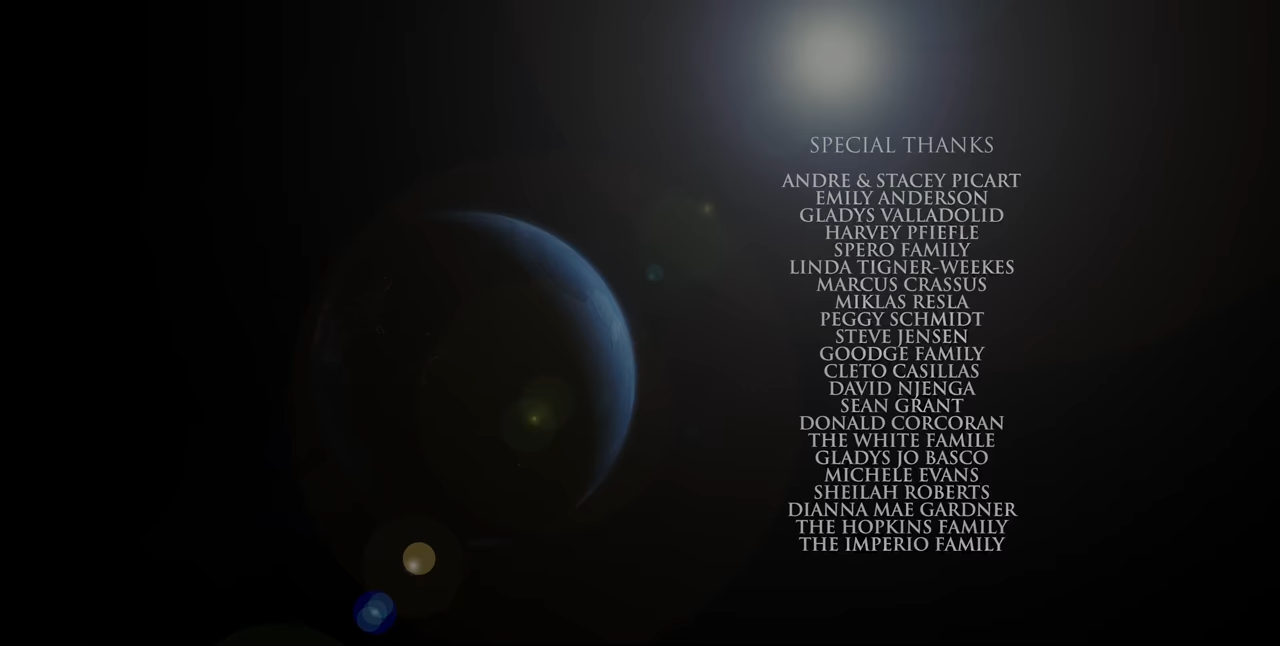 SPECIAL THANKS
ANDRE & STACEY PICART
EMILY ANDERSON
GLADYS VALLADOLID
HARVEY PFIEFLE
SPERO FAMILY
LINDA TIGNER-WEEKES
MARCUS CRASSUS
MIKLAS RESLA
PEGGY SCHMIDT
STEVE JENSEN
GOODGE FAMILY
CLETO CASILLAS
DAVID NJENGA
SEAN GRANT
DONALD CORCORAN
THE WHITE FAMILE
GLADYS JO BASCO
MICHELE EVANS
SHEILAH ROBERTS
DIANNA MAE GARDNER
THE HOPKINS FAMILY
THE IMPERIO FAMILY